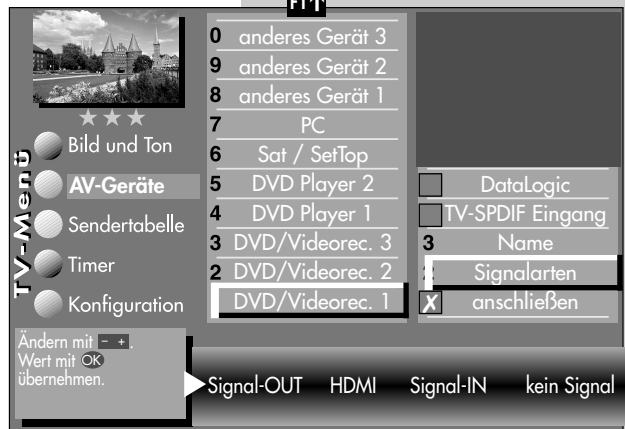 TV-Menü
Bild und Ton
AV-Geräte
Sendertabelle
Timer
Konfiguration
0 anderes Gerät 3
9 anderes Gerät 2
8 anderes Gerät 1
7 PC
6 Sat / SetTop
5 DVD Player 2
4 DVD Player 1
3 DVD/Videorec. 3
2 DVD/Videorec. 2
DVD/Videorec. 1
DataLogic
TV-SPDIF Eingang
3 Name
Signalarten
X anschließen
Ändern mit - +.
Wert mit OK
übernehmen.
Signal-OUT HDMI Signal-IN kein Signal